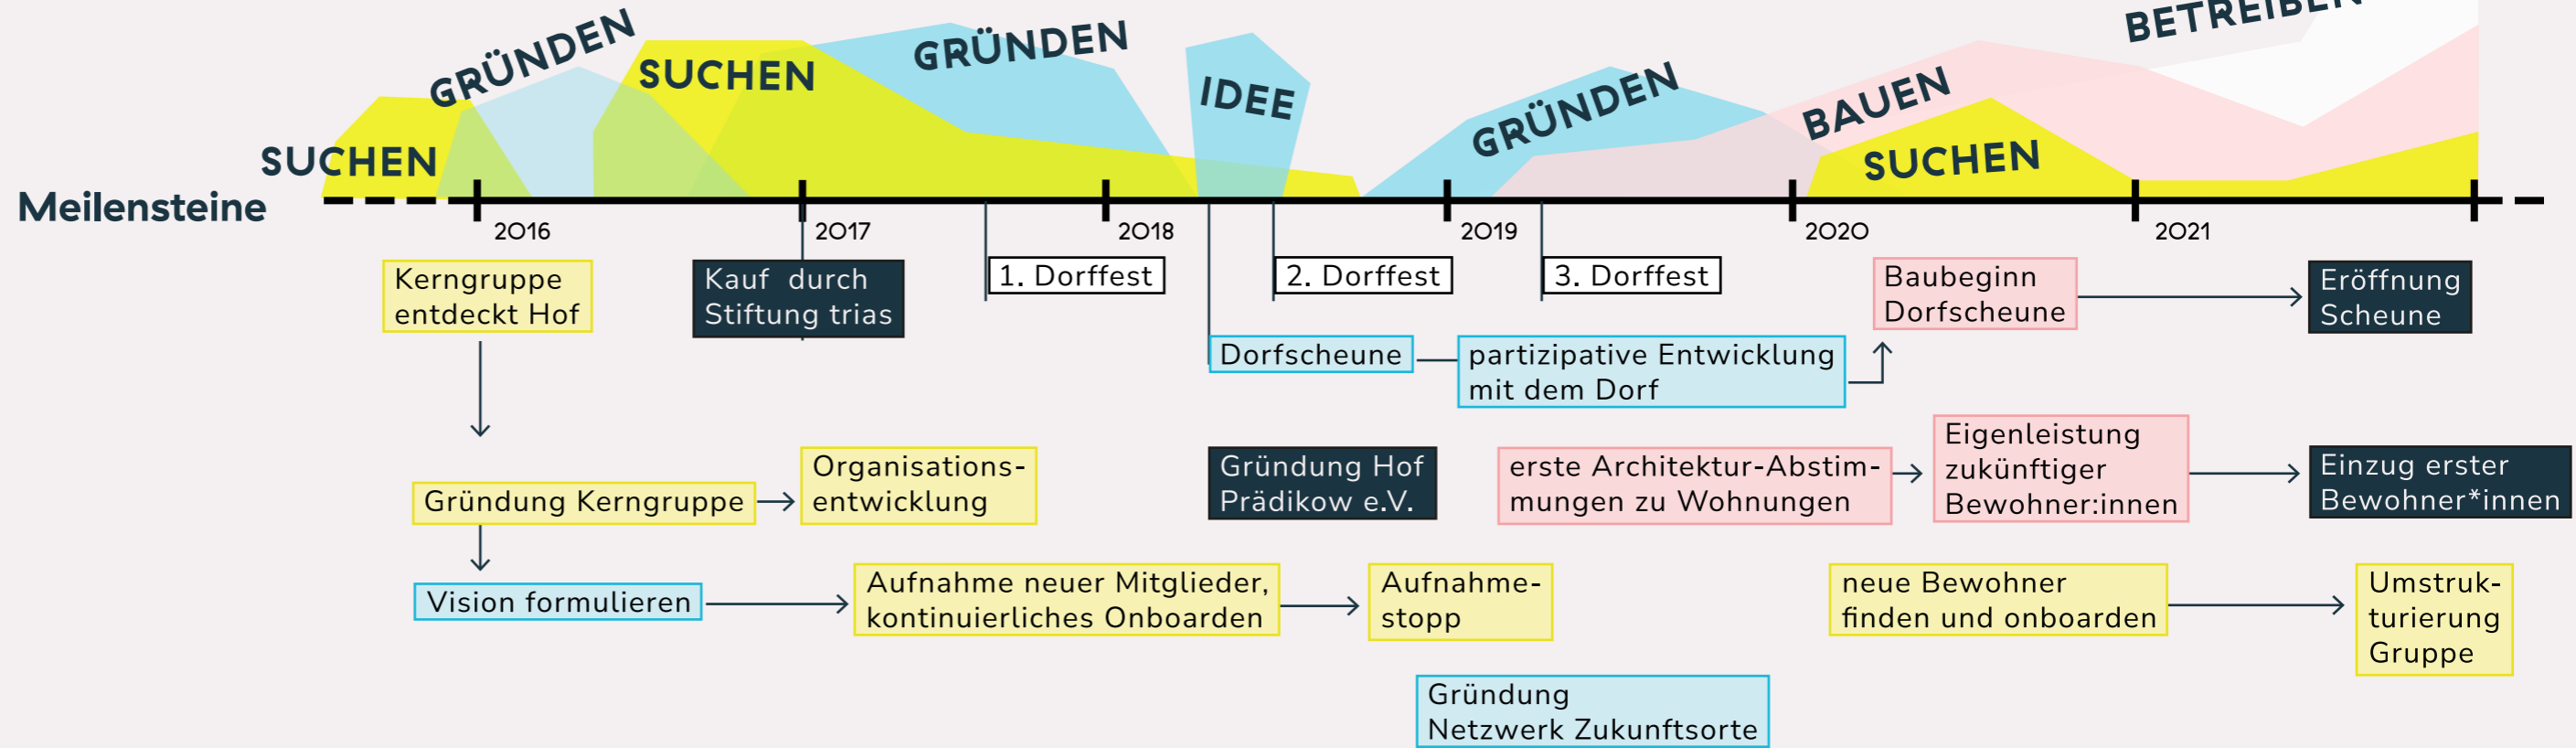 BETREIBEN
GRÜNDEN
SUCHEN
GRÜNDEN
IDEE
GRÜNDEN
BAUEN
SUCHEN
SUCHEN
Meilensteine
2016
2017
2018
2019
2020
2021
Kerngruppe
entdeckt Hof
Kauf durch
Stiftung trias
1. Dorffest
2. Dorffest
3. Dorffest
Baubeginn
Dorfscheune
Eröffnung
Scheune
Dorfscheune
partizipative Entwicklung
mit dem Dorf
Gründung Kerngruppe
Organisations-
entwicklung
Gründung Hof
Prädikow e.V.
erste Architektur-Abstim-
mungen zu Wohnungen
Eigenleistung
zukünftiger
Bewohner:innen
Einzug erster
Bewohner*innen
Vision formulieren
Aufnahme neuer Mitglieder,
kontinuierliches Onboarden
Aufnahme-
stopp
neue Bewohner
finden und onboarden
Umstruk-
turierung
Gruppe
Gründung
Netzwerk Zukunftsorte